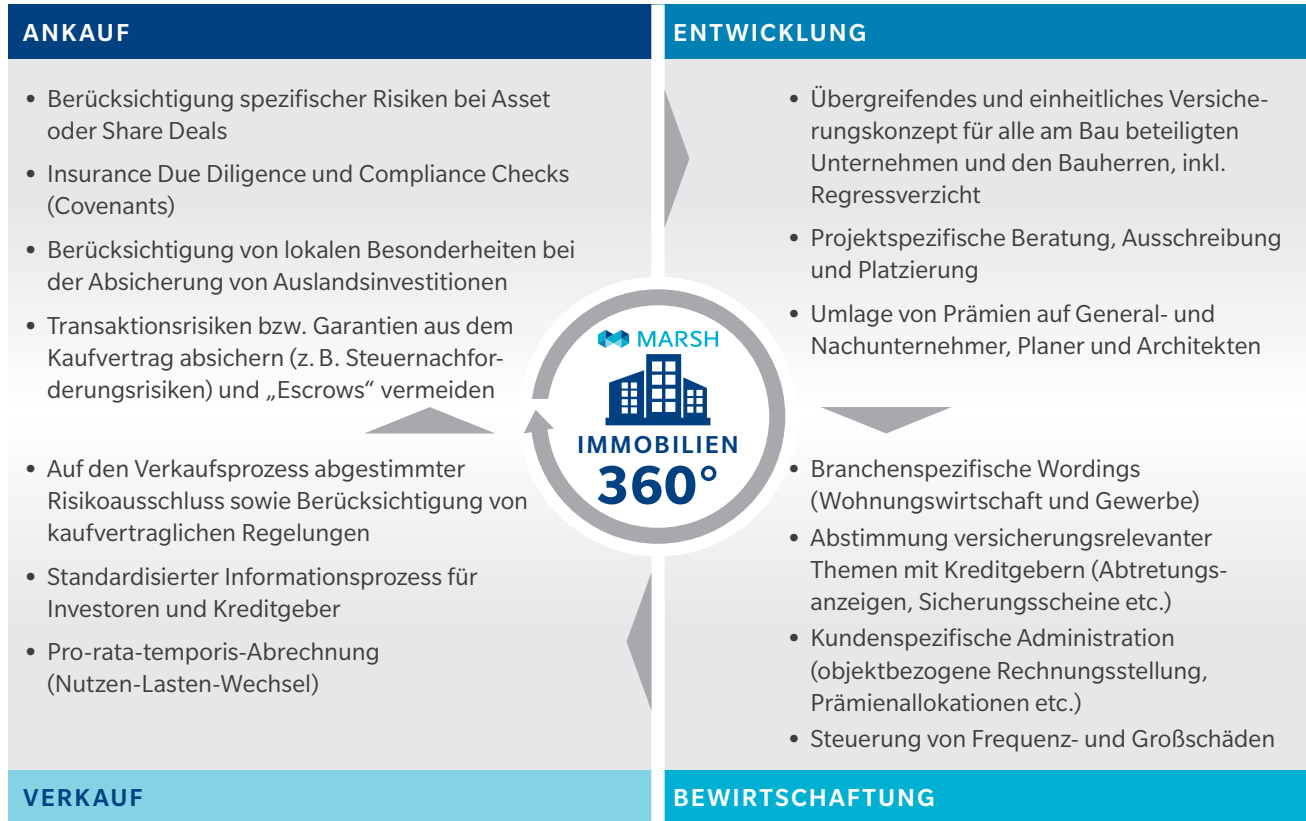 ANKAUF
• Berücksichtigung spezifischer Risiken bei Asset
oder Share Deals
• Insurance Due Diligence und Compliance Checks
(Covenants)
• Berücksichtigung von lokalen Besonderheiten bei
der Absicherung von Auslandsinvestitionen
• Transaktionsrisiken bzw. Garantien aus dem
Kaufvertrag absichern (z. B. Steuernachfor-
derungsrisiken) und „Escrows“ vermeiden
ENTWICKLUNG
• Übergreifendes und einheitliches Versiche-
rungskonzept für alle am Bau beteiligten
Unternehmen und den Bauherren, inkl.
Regressverzicht
• Projektspezifische Beratung, Ausschreibung
und Platzierung
• Umlage von Prämien auf General- und
Nachunternehmer, Planer und Architekten
MARSH
IMMOBILIEN
360°
• Auf den Verkaufsprozess abgestimmter
Risikoausschluss sowie Berücksichtigung von
kaufvertraglichen Regelungen
• Standardisierter Informationsprozess für
Investoren und Kreditgeber
• Pro-rata-temporis-Abrechnung
(Nutzen-Lasten-Wechsel)
VERKAUF
• Branchenspezifische Wordings
(Wohnungswirtschaft und Gewerbe)
• Abstimmung versicherungsrelevanter
Themen mit Kreditgebern (Abtretungs-
anzeigen, Sicherungsscheine etc.)
• Kundenspezifische Administration
(objektbezogene Rechnungsstellung,
Prämienallokationen etc.)
• Steuerung von Frequenz- und Großschäden
BEWIRTSCHAFTUNG